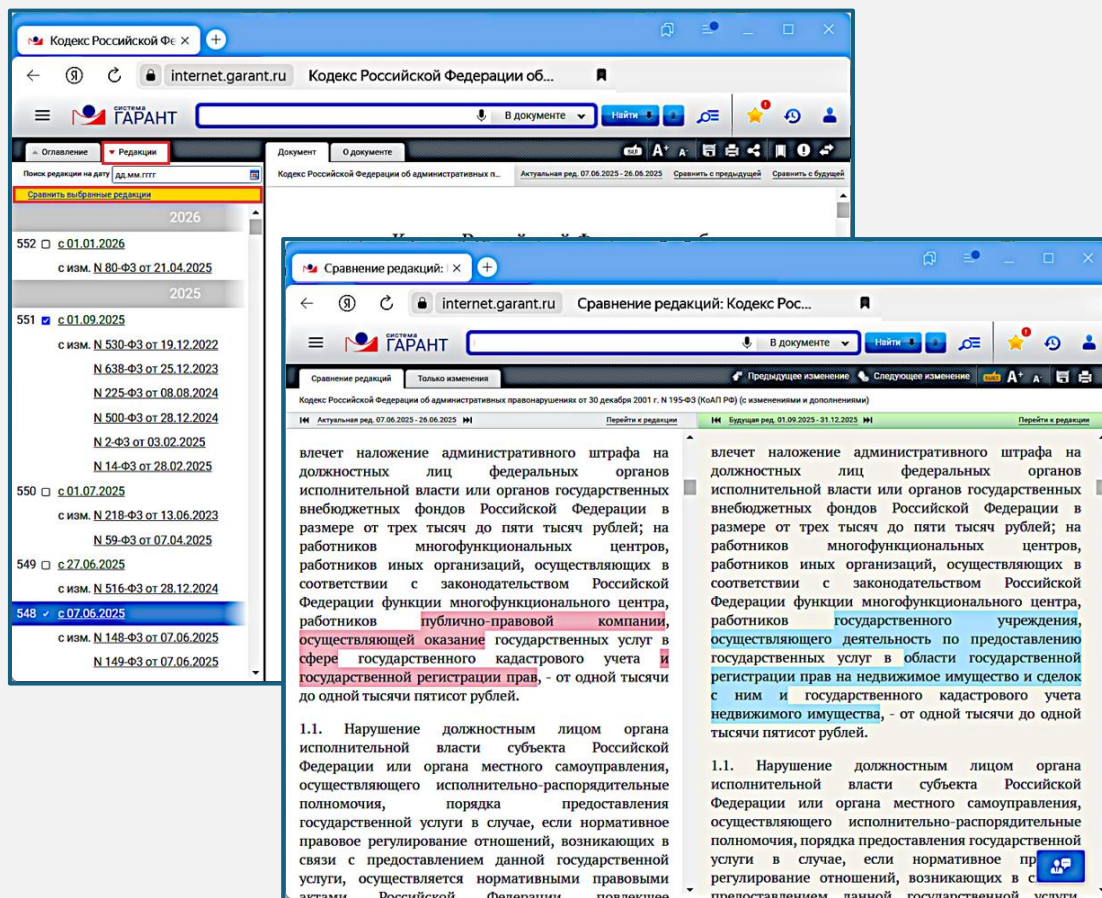 Кодекс Российской Фе
internet.garant.ru Кодекс Российской Федерации об...
система
ГАРАНТ
В документе
Найти
Оглавление
Редакции
Документ
О документе
Поиск редакции на дату дд.мм.гггг
Кодекс Российской Федерации об административных п...
Актуальная ред. 07.06.2025 - 26.06.2025
Сравнить с предыдущей
Сравнить с будущей
Сравнить выбранные редакции
2026
552 с 01.01.2026
с изм. N 80-ФЗ от 21.04.2025
2025
551 с 01.09.2025
с изм. N 530-ФЗ от 19.12.2022
N 638-ФЗ от 25.12.2023
N 225-ФЗ от 08.08.2024
N 500-ФЗ от 28.12.2024
N 2-ФЗ от 03.02.2025
N 14-ФЗ от 28.02.2025
550 с 01.07.2025
с изм. N 218-ФЗ от 13.06.2023
N 59-ФЗ от 07.04.2025
549 с 27.06.2025
с изм. N 516-ФЗ от 28.12.2024
548 с 07.06.2025
с изм. N 148-ФЗ от 07.06.2025
N 149-ФЗ от 07.06.2025
Сравнение редакций:
internet.garant.ru Сравнение редакций: Кодекс Рос...
система
ГАРАНТ
В документе
Найти
Сравнение редакций
Только изменения
Предыдущее изменение
Следующее изменение
Кодекс Российской Федерации об административных правонарушениях от 30 декабря 2001 г. N 195-ФЗ (КоАП РФ) (с изменениями и дополнениями)
Актуальная ред. 07.06.2025 - 26.06.2025
Перейти к редакции
влечет наложение административного штрафа на
должностных лиц федеральных органов
исполнительной власти или органов государственных
внебюджетных фондов Российской Федерации в
размере от трех тысяч до пяти тысяч рублей; на
работников многофункциональных центров,
работников иных организаций, осуществляющих в
соответствии с законодательством Российской
Федерации функции многофункционального центра,
работников публично-правовой компании,
осуществляющей оказание государственных услуг в
сфере государственного кадастрового учета и
государственной регистрации прав, - от одной тысячи
до одной тысячи пятисот рублей.
1.1. Нарушение должностным лицом органа
исполнительной власти субъекта Российской
Федерации или органа местного самоуправления,
осуществляющего исполнительно-распорядительные
полномочия, порядка предоставления
государственной услуги в случае, если нормативное
правовое регулирование отношений, возникающих в
связи с предоставлением данной государственной
услуги, осуществляется нормативными правовыми
актами Российской Федерации, повлекшее
Будущая ред. 01.09.2025 - 31.12.2025
Перейти к редакции
влечет наложение административного штрафа на
должностных лиц федеральных органов
исполнительной власти или органов государственных
внебюджетных фондов Российской Федерации в
размере от трех тысяч до пяти тысяч рублей; на
работников многофункциональных центров,
работников иных организаций, осуществляющих в
соответствии с законодательством Российской
Федерации функции многофункционального центра,
работников государственного учреждения,
осуществляющего деятельность по предоставлению
государственных услуг в области государственной
регистрации прав на недвижимое имущество и сделок
с ним и государственного кадастрового учета
недвижимого имущества, - от одной тысячи до одной
тысячи пятисот рублей.
1.1. Нарушение должностным лицом органа
исполнительной власти субъекта Российской
Федерации или органа местного самоуправления,
осуществляющего исполнительно-распорядительные
полномочия, порядка предоставления государственной
услуги в случае, если нормативное
регулирование отношений, возникающих в
предоставлением данной государственной услуги,